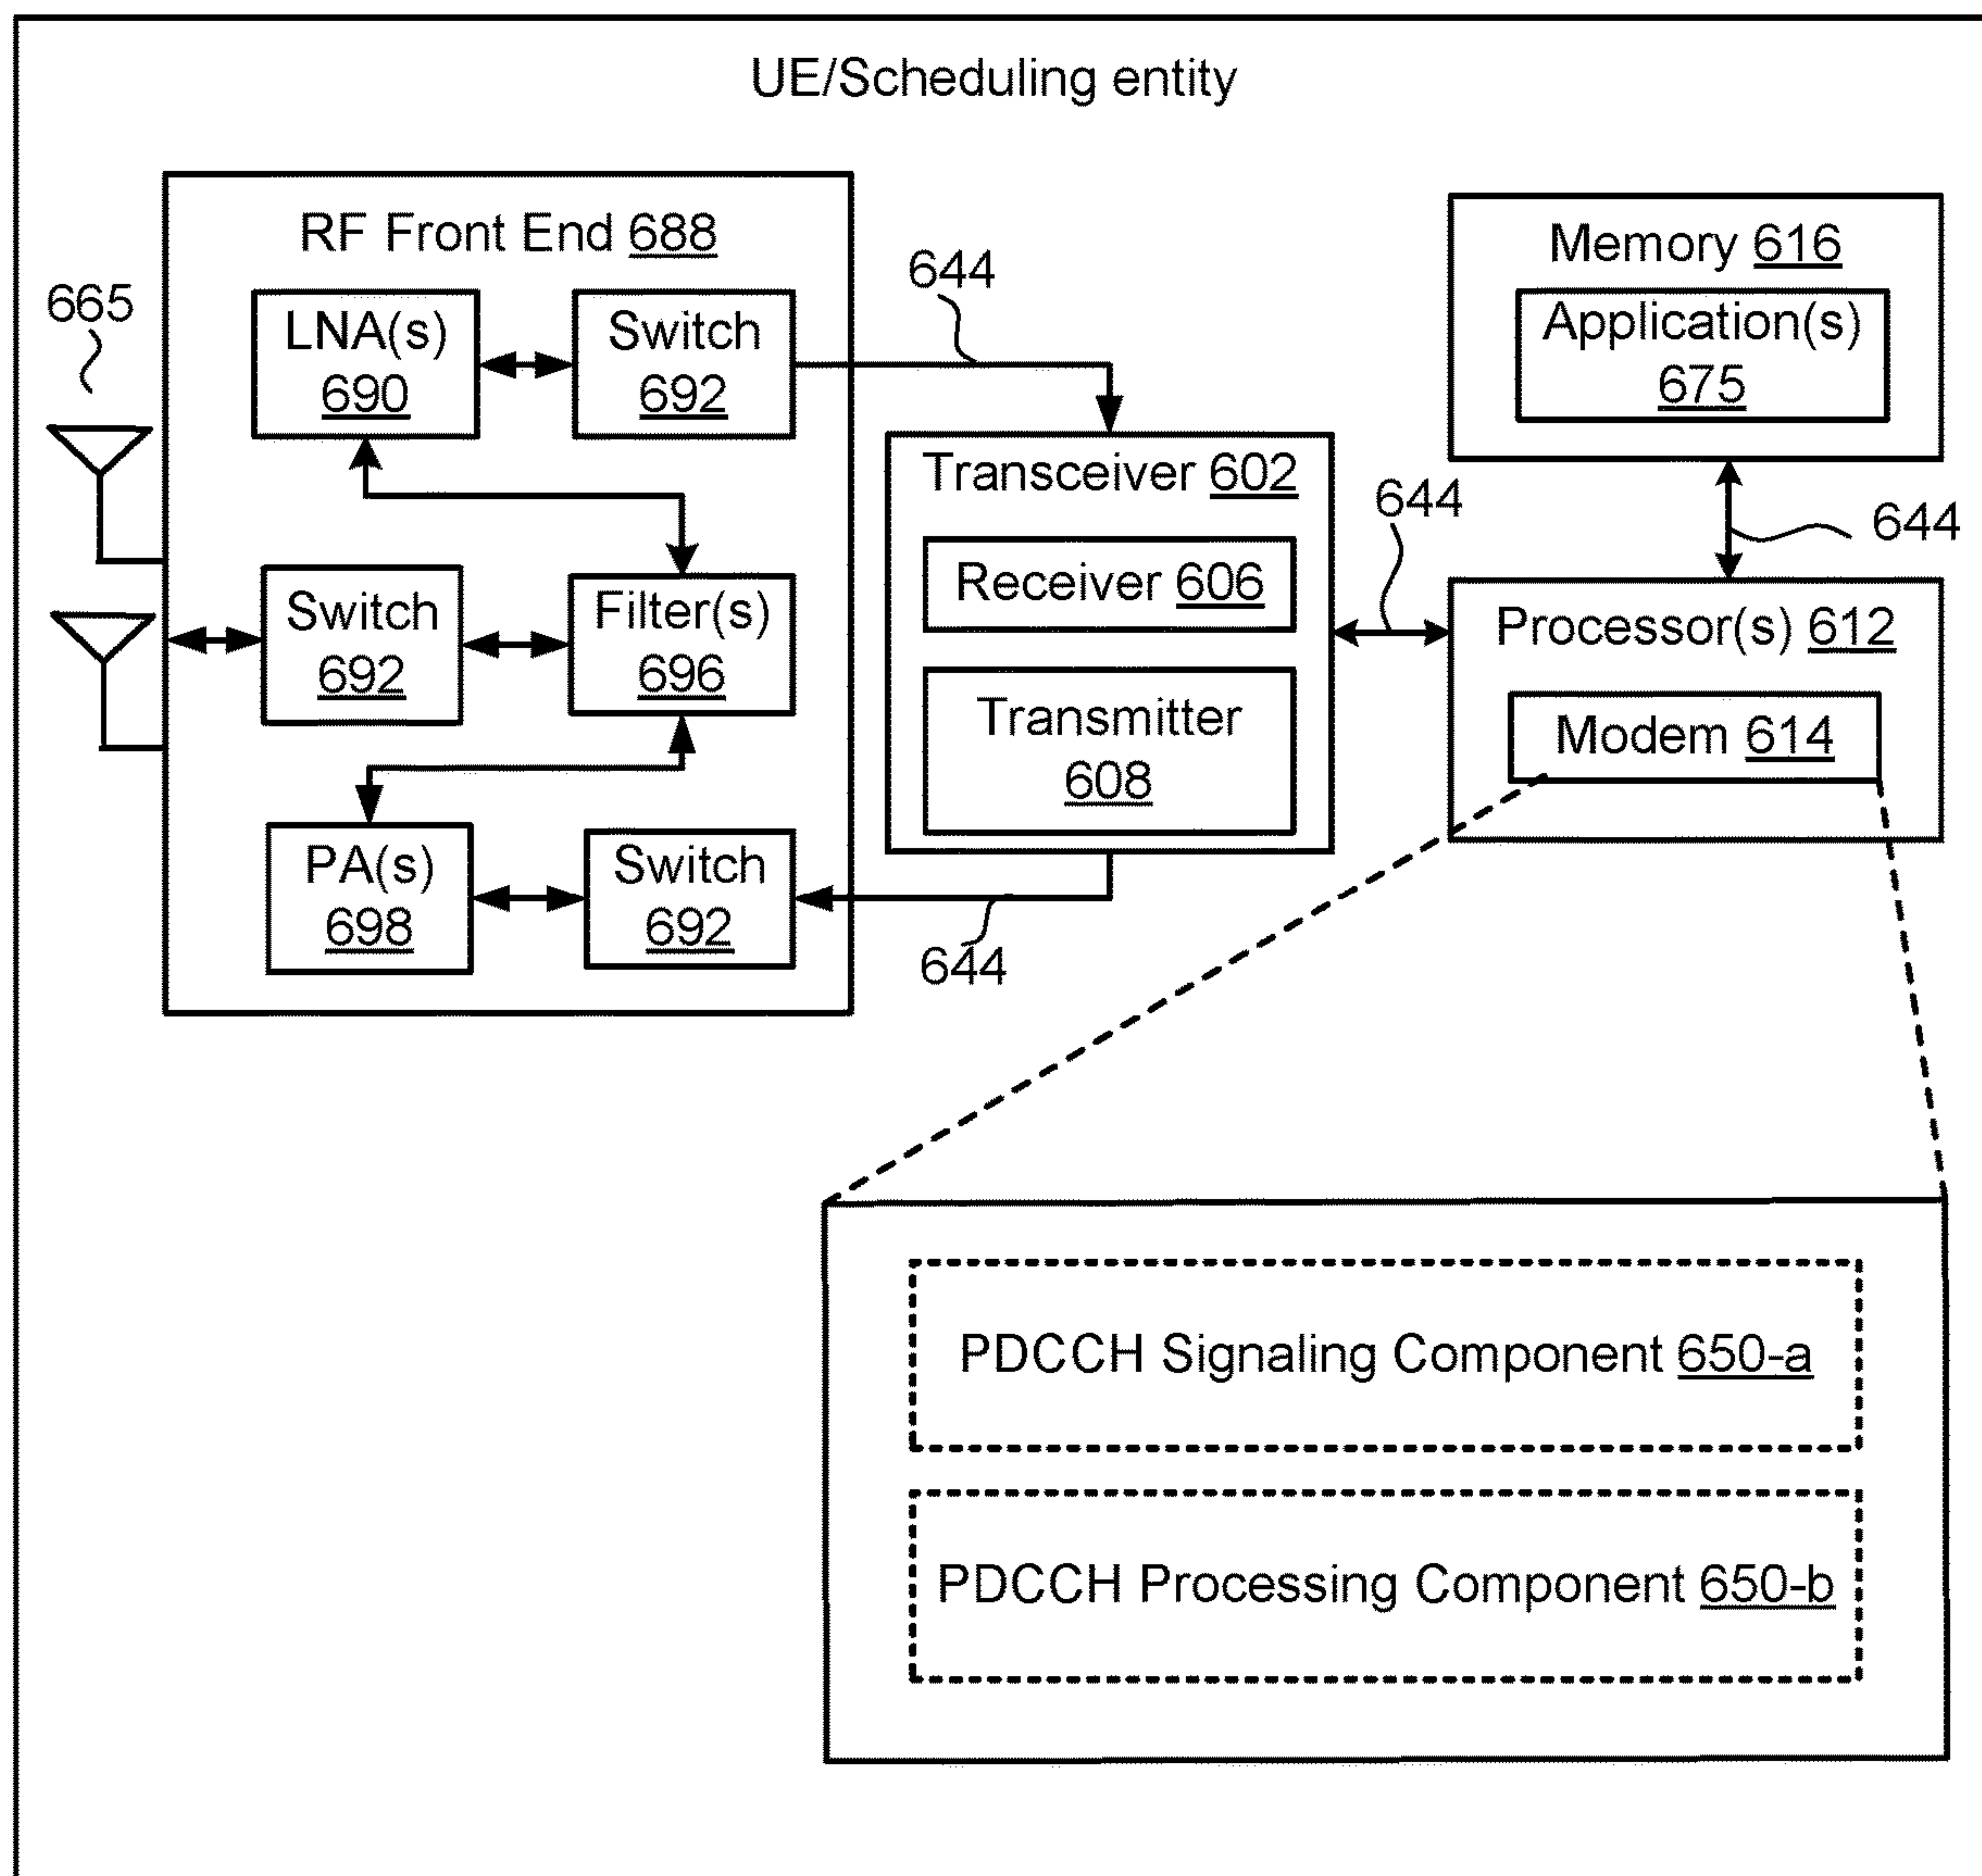 UE/Scheduling entity
RF Front End 688
665
LNA(s)
690
Switch
692
644
Switch
692
Filter(s)
696
PA(s)
698
Switch
692
644
Transceiver 602
Receiver 606
Transmitter
608
644
Memory 616
Application(s)
675
644
Processor(s) 612
Modem 614
PDCCH Signaling Component 650-a
PDCCH Processing Component 650-b